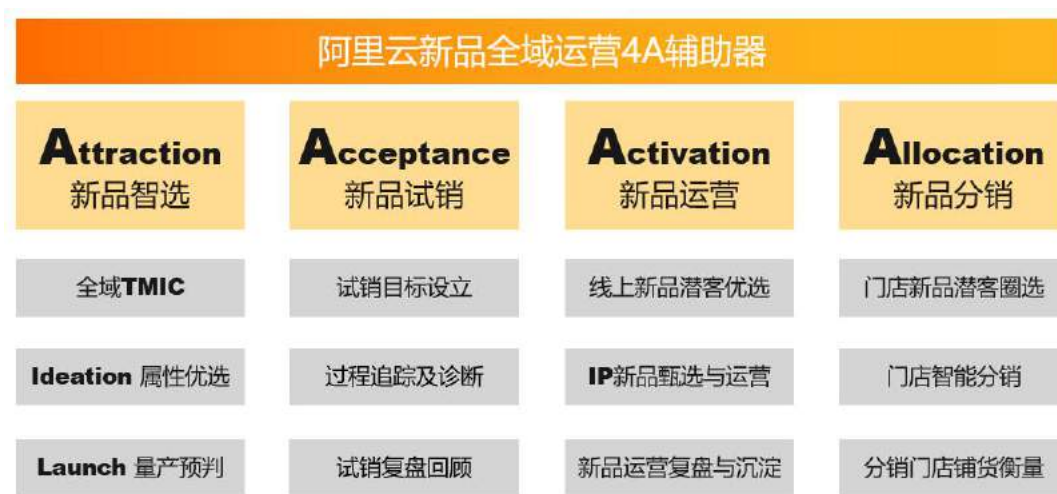 阿里云新品全域运营4A辅助器
Attraction
新品智选
Acceptance
新品试销
Activation
新品运营
Allocation
新品分销
全域TMIC
试销目标设立
线上新品潜客优选
门店新品潜客圈选
Ideation 属性优选
过程追踪及诊断
IP新品甄选与运营
门店智能分销
Launch 量产预判
试销复盘回顾
新品运营复盘与沉淀
分销门店铺货衡量